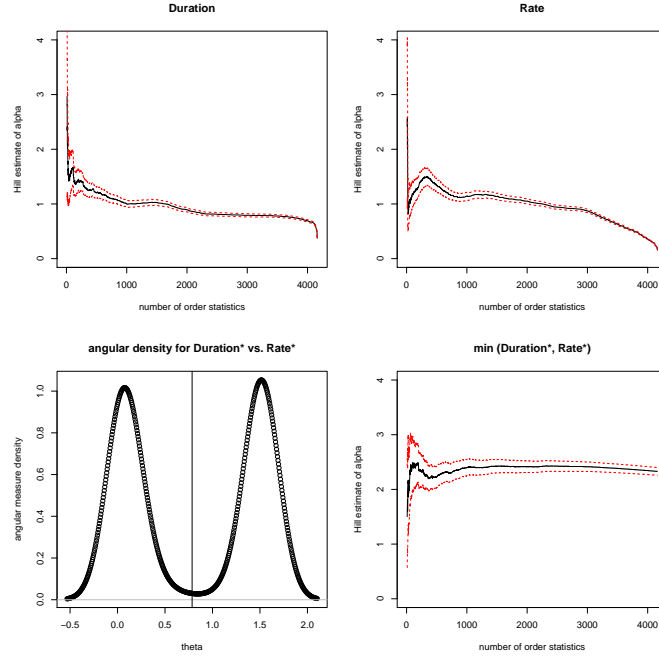 Duration
Hill estimate of alpha
0 1 2 3 4
0 1000 2000 3000 4000
number of order statistics
Rate
Hill estimate of alpha
0 1 2 3 4
0 1000 2000 3000 4000
number of order statistics
angular density for Duration* vs. Rate*
angular measure density
0.0 0.2 0.4 0.6 0.8 1.0
−0.5 0.0 0.5 1.0 1.5 2.0
theta
min (Duration*, Rate*)
Hill estimate of alpha
0 1 2 3 4
0 1000 2000 3000 4000
number of order statistics